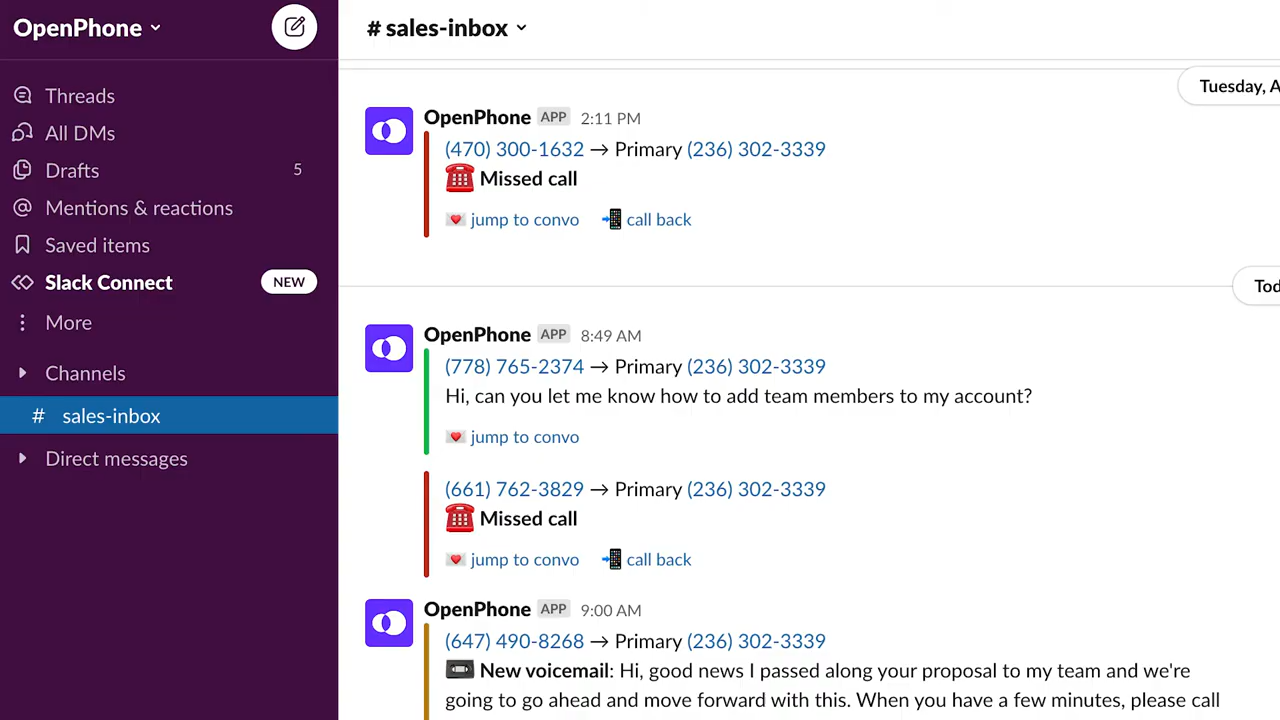 OpenPhone
Threads
All DMs
Drafts 5
Mentions & reactions
Saved items
Slack Connect NEW
More
Channels
# sales-inbox
Direct messages
# sales-inbox
Tuesday, A
OpenPhone APP 2:11 PM
(470) 300-1632 → Primary (236) 302-3339
Missed call
jump to convo call back
Tod
OpenPhone APP 8:49 AM
(778) 765-2374 → Primary (236) 302-3339
Hi, can you let me know how to add team members to my account?
jump to convo
(661) 762-3829 → Primary (236) 302-3339
Missed call
jump to convo call back
OpenPhone APP 9:00 AM
(647) 490-8268 → Primary (236) 302-3339
New voicemail: Hi, good news I passed along your proposal to my team and we're
going to go ahead and move forward with this. When you have a few minutes, please call